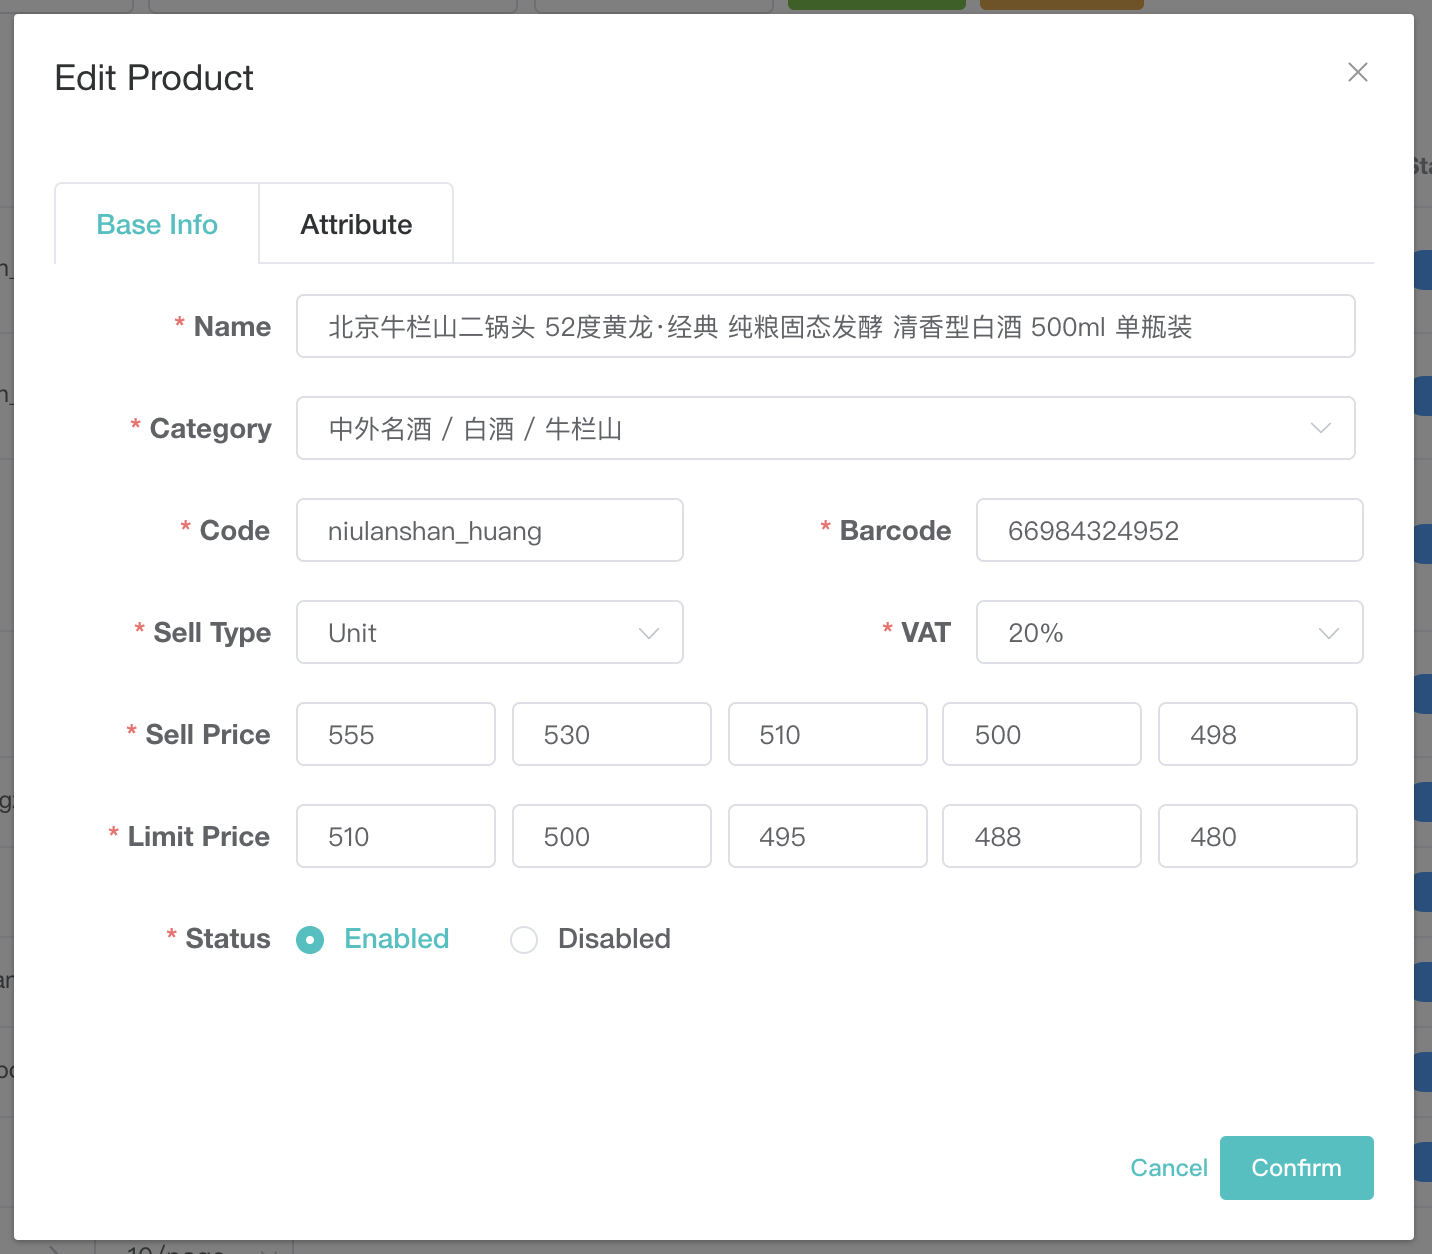 Edit Product
Base Info Attribute
* Name 北京牛栏山二锅头 52度黄龙·经典 纯粮固态发酵 清香型白酒 500ml 单瓶装
* Category 中外名酒 / 白酒 / 牛栏山
* Code niulanshan_huang * Barcode 66984324952
* Sell Type Unit * VAT 20%
* Sell Price 555 530 510 500 498
* Limit Price 510 500 495 488 480
* Status Enabled Disabled
Cancel Confirm
10/page